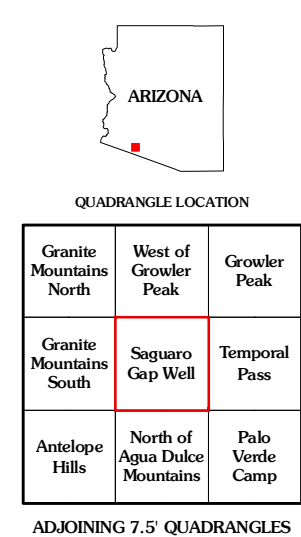 ARIZONA
QUADRANGLE LOCATION
Granite
Mountains
North
West of
Growler
Peak
Growler
Peak
Granite
Mountains
South
Saguaro
Gap Well
Temporal
Pass
Antelope
Hills
North of
Agua Dulce
Mountains
Palo
Verde
Camp
ADJOINING 7.5' QUADRANGLES